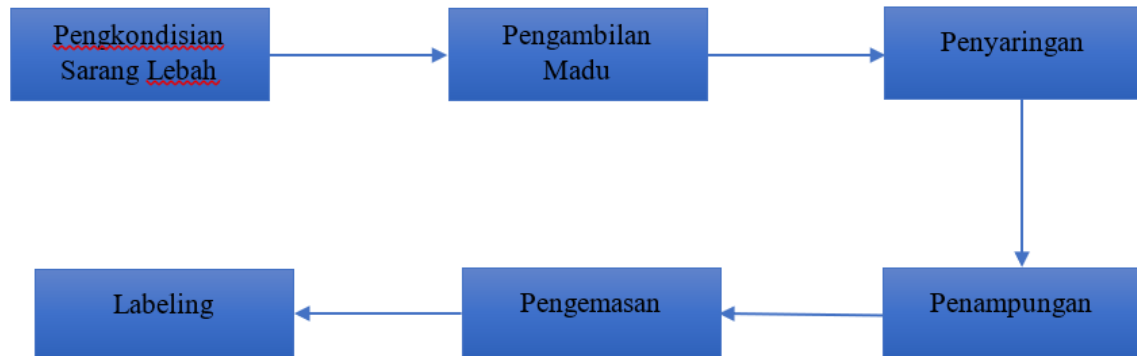 Pengkondisian
Sarang Lebah
Pengambilan
Madu
Penyaringan
Penampungan
Pengemasan
Labeling